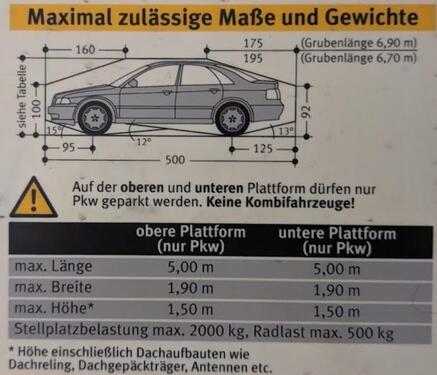 Maximal zulässige Maße und Gewichte
160
175 (Grubenlänge 6,90 m)
195 (Grubenlänge 6,70 m)
siehe Tabelle
100
92
15°
12°
13°
95
125
500
Auf der oberen und unteren Plattform dürfen nur
Pkw geparkt werden. Keine Kombifahrzeuge!
obere Plattform untere Plattform
(nur Pkw) (nur Pkw)
max. Länge 5,00 m 5,00 m
max. Breite 1,90 m 1,90 m
max. Höhe* 1,50 m 1,50 m
Stellplatzbelastung max. 2000 kg, Radlast max. 500 kg
* Höhe einschließlich Dachaufbauten wie
Dachreling, Dachgepäckträger, Antennen etc.